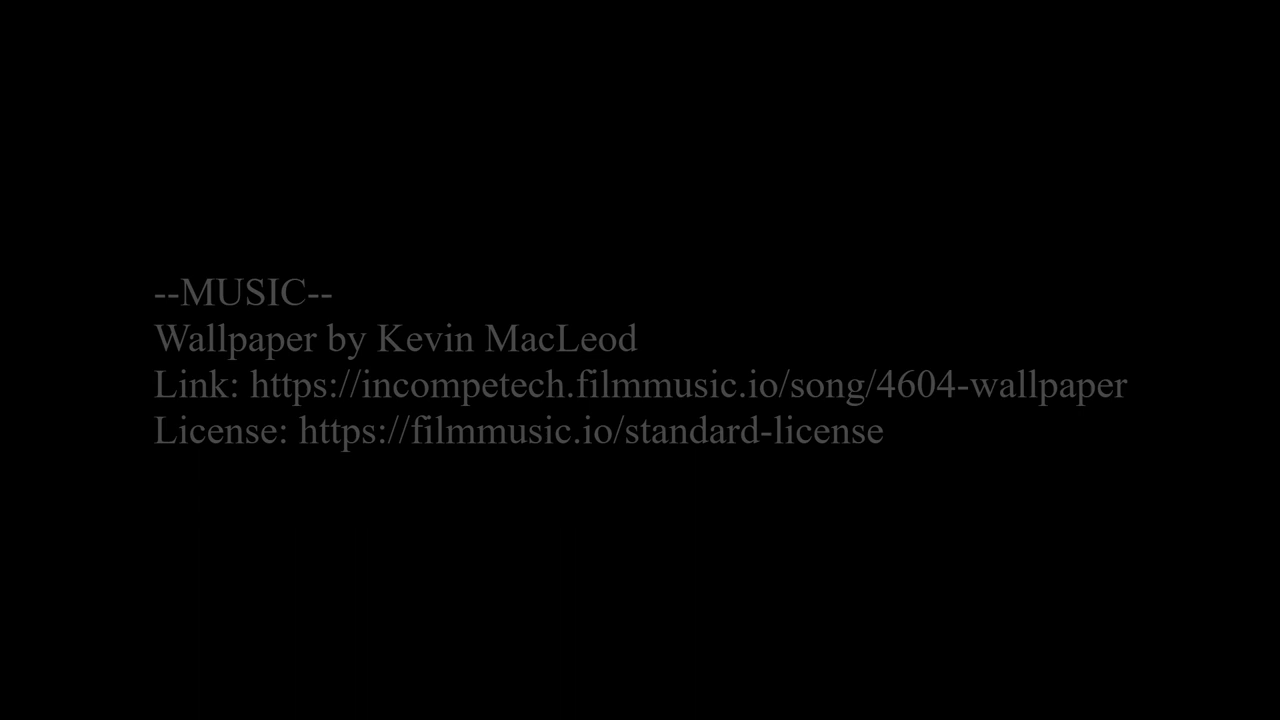 --MUSIC--
Wallpaper by Kevin MacLeod
Link: https://incompetech.filmmusic.io/song/4604-wallpaper
License: https://filmmusic.io/standard-license